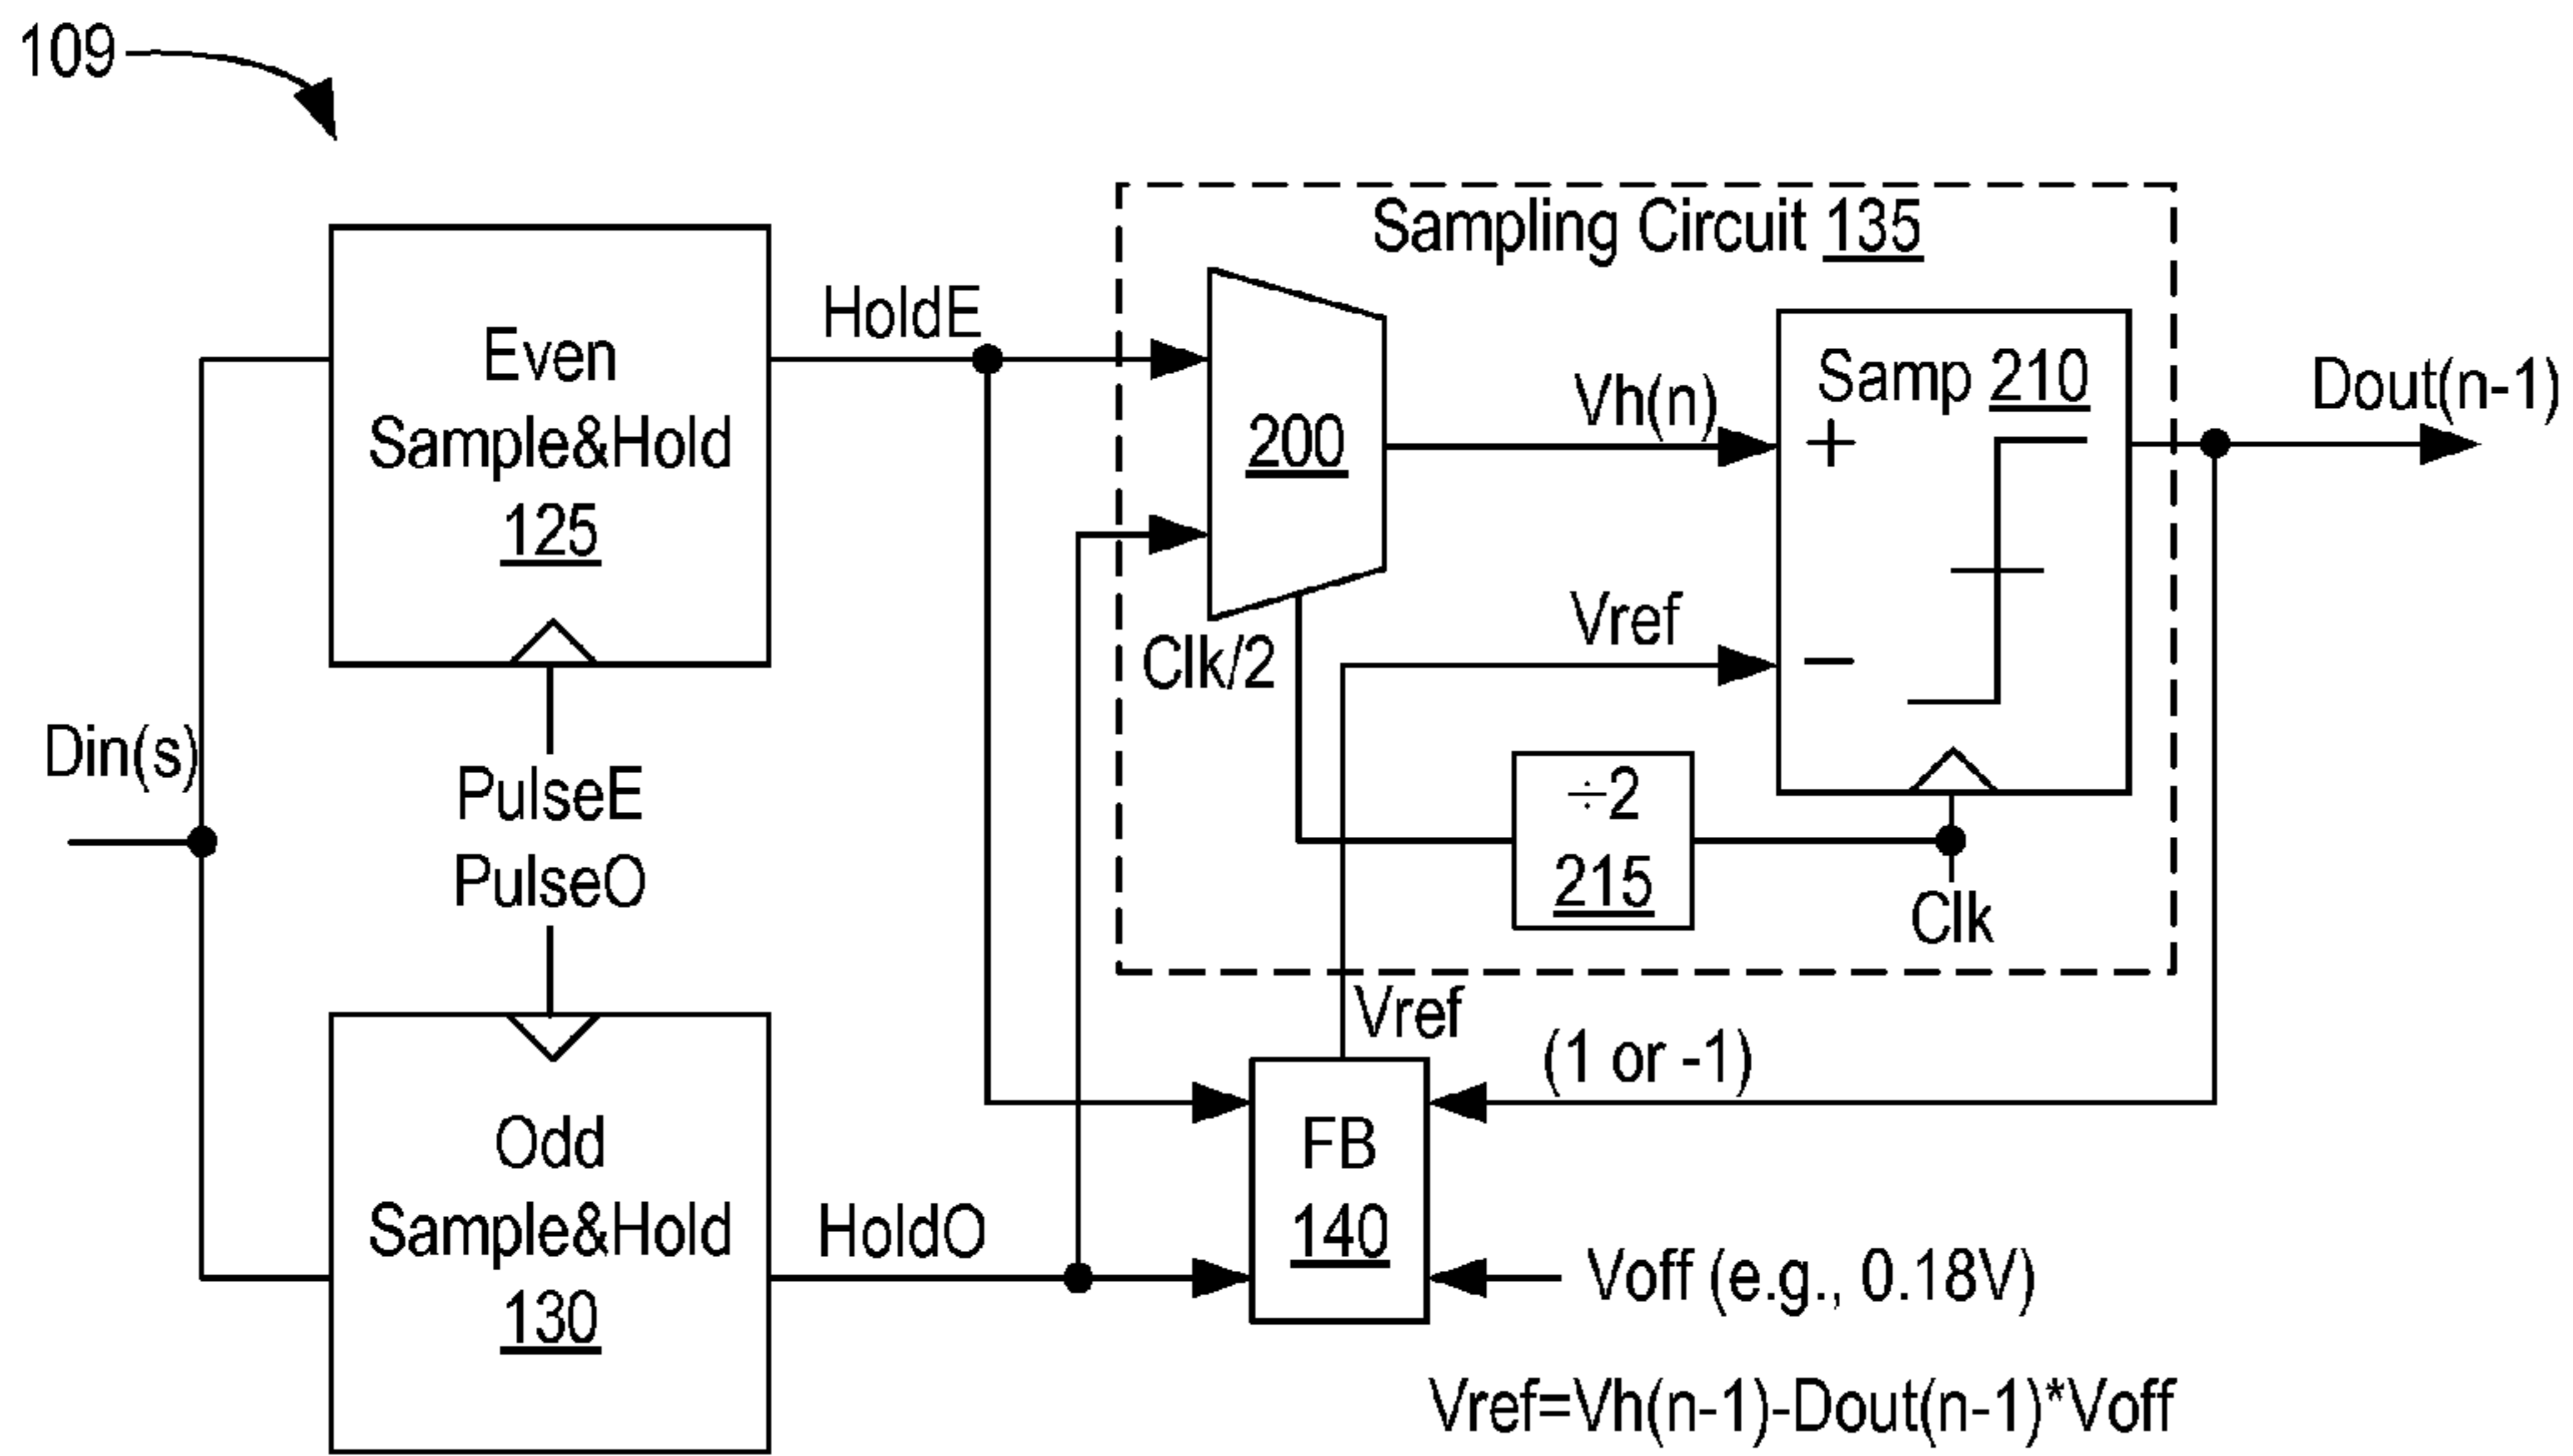 109
Sampling Circuit 135
Even
Sample&Hold
125
HoldE
200
Vh(n)
Samp 210
+
Dout(n-1)
Vref
−
Clk/2
Din(s)
PulseE
PulseO
÷2
215
Clk
Vref
(1 or -1)
Odd
Sample&Hold
130
HoldO
FB
140
Voff (e.g., 0.18V)
Vref=Vh(n-1)-Dout(n-1)*Voff